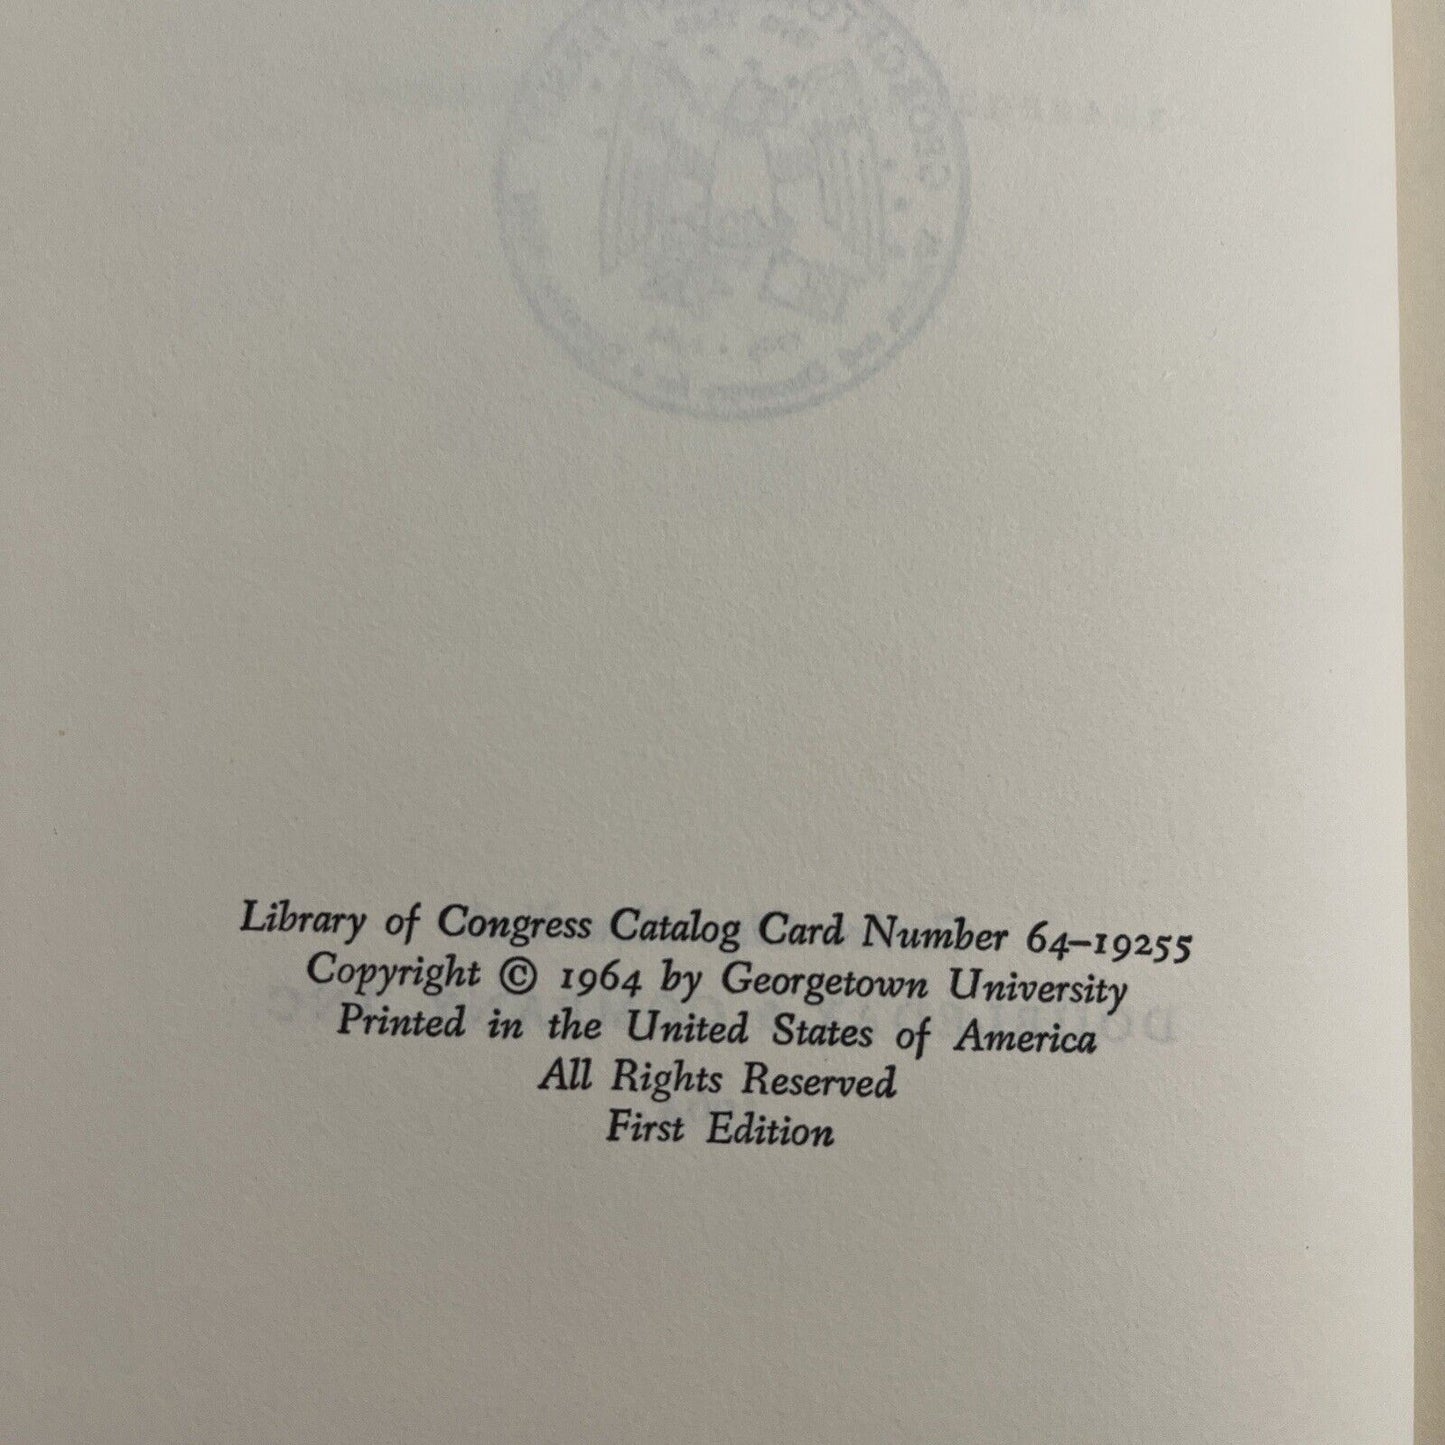 Library of Congress Catalog Card Number 64–19255
Copyright © 1964 by Georgetown University
Printed in the United States of America
All Rights Reserved
First Edition